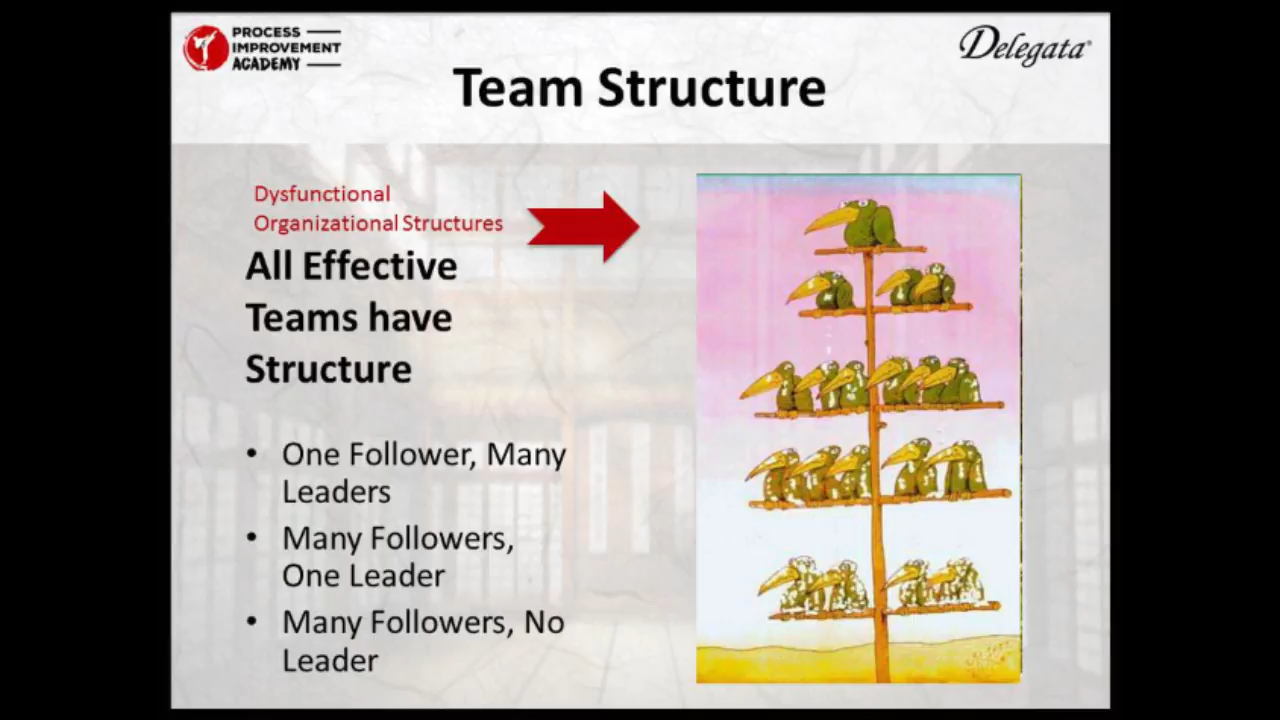 PROCESS
IMPROVEMENT
ACADEMY
Delegata®
Team Structure
Dysfunctional
Organizational Structures
All Effective
Teams have
Structure
• One Follower, Many
Leaders
• Many Followers,
One Leader
• Many Followers, No
Leader